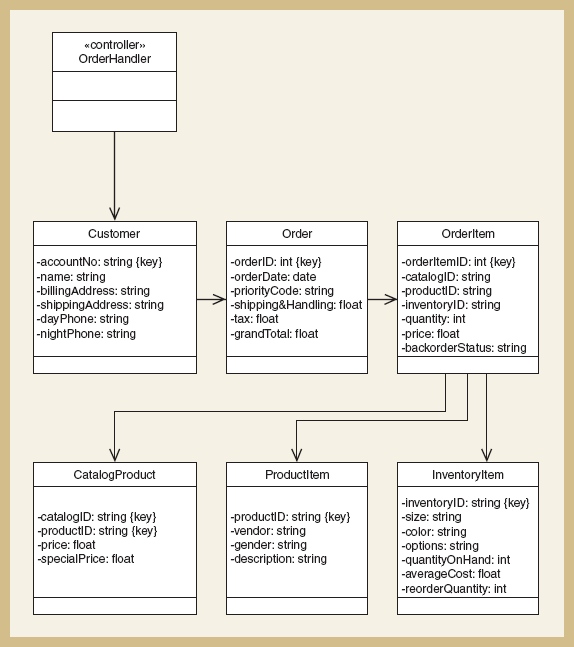 «controller»
OrderHandler
Customer
-accountNo: string {key}
-name: string
-billingAddress: string
-shippingAddress: string
-dayPhone: string
-nightPhone: string
Order
-orderID: int {key}
-orderDate: date
-priorityCode: string
-shipping&Handling: float
-tax: float
-grandTotal: float
OrderItem
-orderItemID: int {key}
-catalogID: string
-productID: string
-inventoryID: string
-quantity: int
-price: float
-backorderStatus: string
CatalogProduct
-catalogID: string {key}
-productID: string {key}
-price: float
-specialPrice: float
ProductItem
-productID: string {key}
-vendor: string
-gender: string
-description: string
InventoryItem
-inventoryID: string {key}
-size: string
-color: string
-options: string
-quantityOnHand: int
-averageCost: float
-reorderQuantity: int